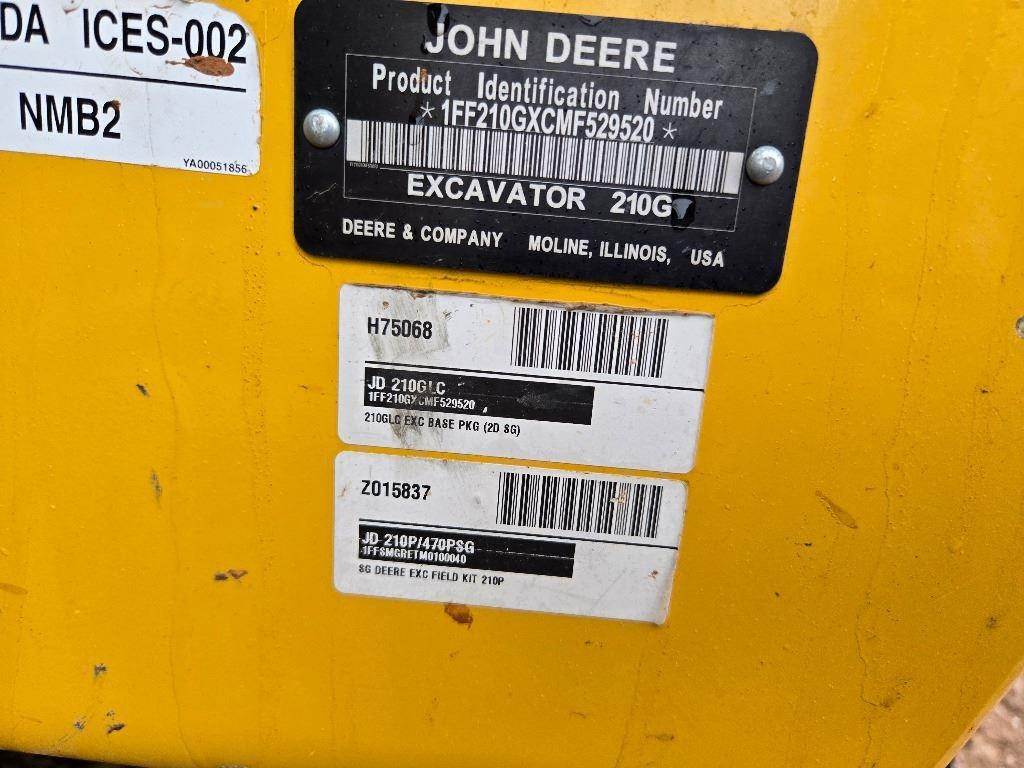 DA ICES-002
NMB2
YA00051856
JOHN DEERE
Product Identification Number
*1FF210GXCMF529520*
EXCAVATOR 210G
DEERE & COMPANY MOLINE, ILLINOIS, USA
H75068
JD 210GLC
1FF210GXCMF529520
210GLC EXC BASE PKG (2D SG)
Z015837
JD 210P/470PSG
1FFSMGRETM0100040
SG DEERE EXC FIELD KIT 210P